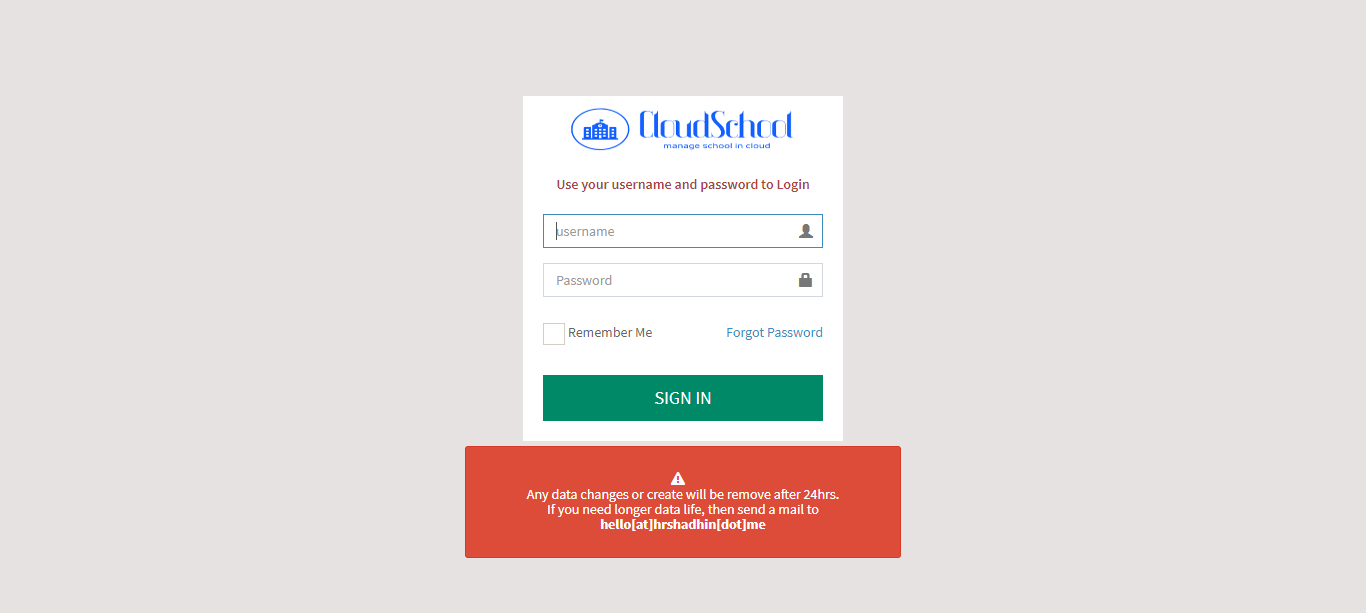 CloudSchool
manage school in cloud
Use your username and password to Login
username
Password
Remember Me
Forgot Password
SIGN IN
Any data changes or create will be remove after 24hrs.
If you need longer data life, then send a mail to
hello[at]hrshadhin[dot]me